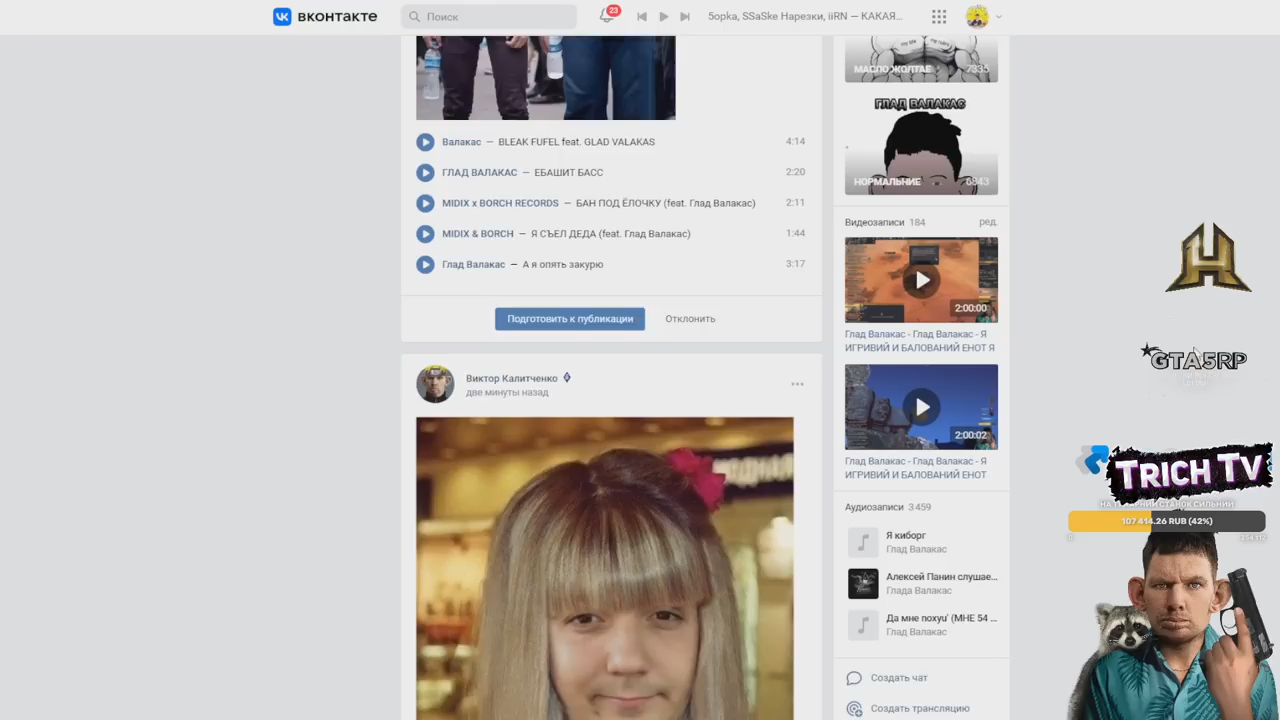 вконтакте
Поиск
23
5opka, SSaSke Нарезки, iiRN — КАКАЯ...
МАСЛО ЖОЛТАЕ 7335
ГЛАД ВАЛАКАС
НОРМАЛЬНИЕ 6843
Валакас — BLEAK FUFEL feat. GLAD VALAKAS 4:14
ГЛАД ВАЛАКАС — ЕБАШИТ БАСС 2:20
MIDIX x BORCH RECORDS — БАН ПОД ЁЛОЧКУ (feat. Глад Валакас) 2:11
MIDIX & BORCH — Я СЪЕЛ ДЕДА (feat. Глад Валакас) 1:44
Глад Валакас — А я опять закурю 3:17
Подготовить к публикации Отклонить
Виктор Калитченко
две минуты назад
Видеозаписи 184 ред.
2:00:00
Глад Валакас - Глад Валакас - Я
ИГРИВИЙ И БАЛОВАНИЙ ЕНОТ Я
2:00:02
Глад Валакас - Глад Валакас - Я
ИГРИВИЙ И БАЛОВАНИЙ ЕНОТ
Аудиозаписи 3 459
Я киборг
Глад Валакас
Алексей Панин слушае...
Глада Валакас
Да мне поxyu' (МНЕ 54 ...
Глад Валакас
Создать чат
Создать трансляцию
GTA5RP
TRICH TV
107 414.26 RUB (42%)